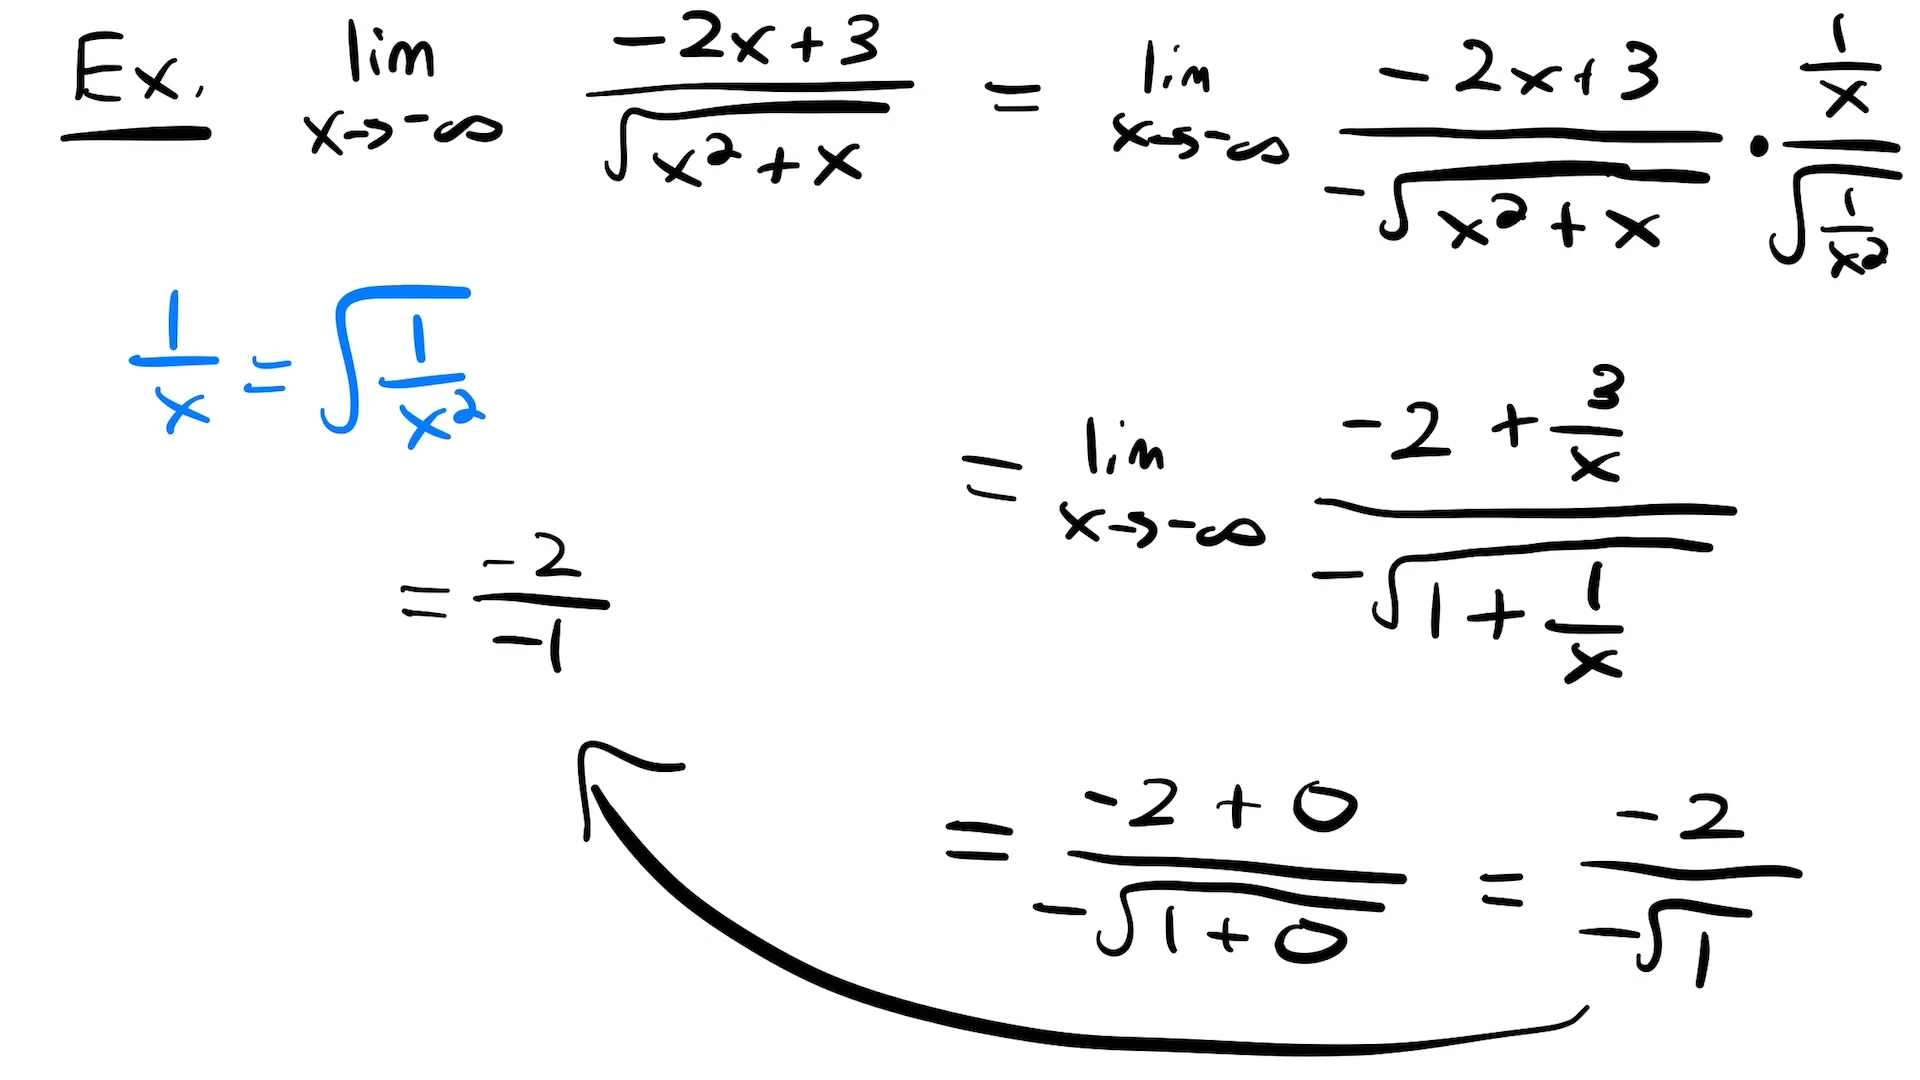 Ex. lim x→-∞ (-2x+3)/√(x²+x) = lim x→-∞ (-2x+3)/(-√(x²+x)) • (1/x)/√(1/x²)
1/x = √(1/x²)
= lim x→-∞ (-2 + 3/x)/(-√(1 + 1/x))
= (-2 + 0)/(-√(1+0)) = -2/(-√1)
= -2/-1